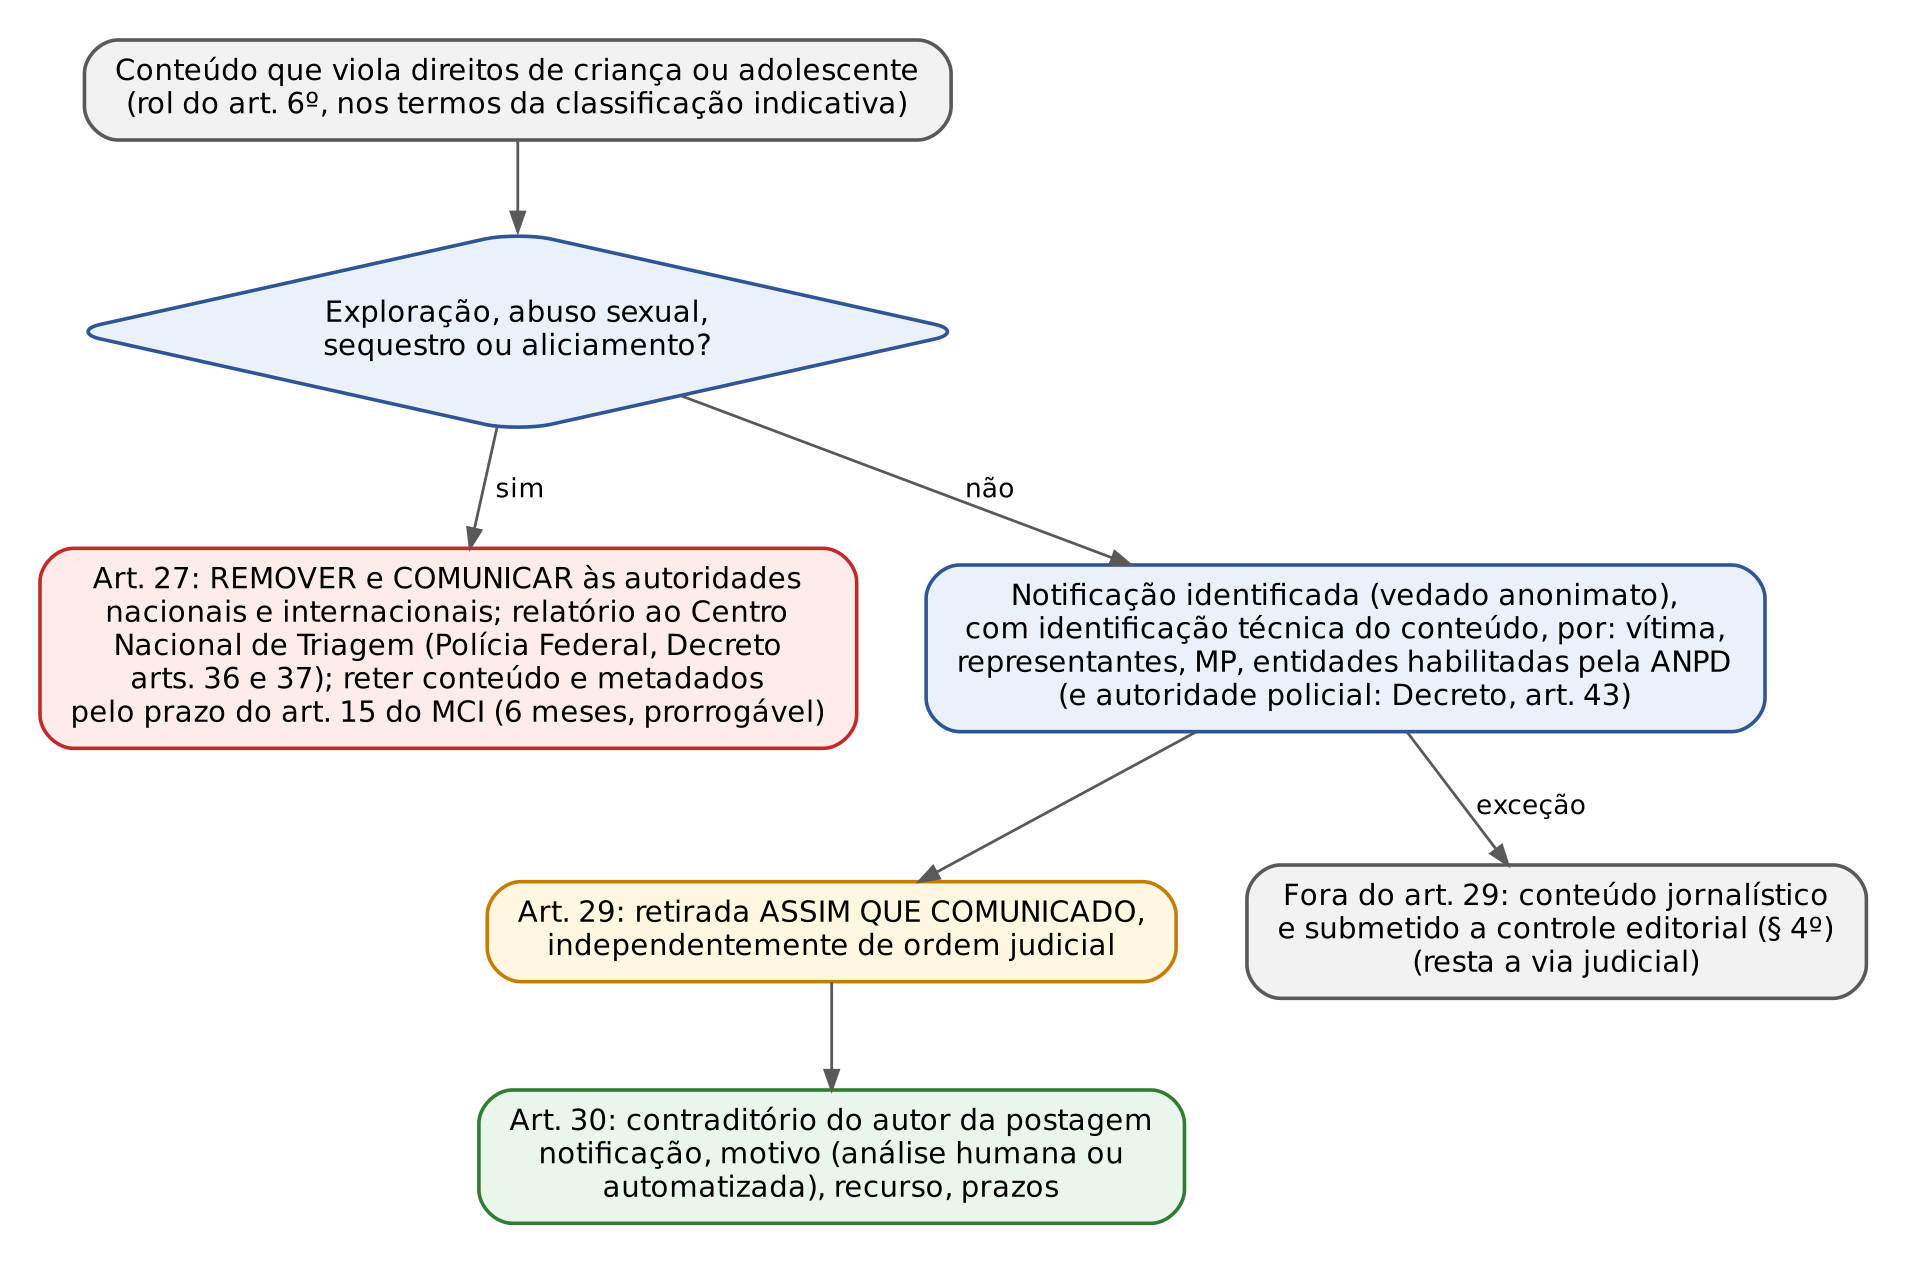 Conteúdo que viola direitos de criança ou adolescente
(rol do art. 6º, nos termos da classificação indicativa)
Exploração, abuso sexual,
sequestro ou aliciamento?
sim
não
Art. 27: REMOVER e COMUNICAR às autoridades
nacionais e internacionais; relatório ao Centro
Nacional de Triagem (Polícia Federal, Decreto
arts. 36 e 37); reter conteúdo e metadados
pelo prazo do art. 15 do MCI (6 meses, prorrogável)
Notificação identificada (vedado anonimato),
com identificação técnica do conteúdo, por: vítima,
representantes, MP, entidades habilitadas pela ANPD
(e autoridade policial: Decreto, art. 43)
exceção
Art. 29: retirada ASSIM QUE COMUNICADO,
independentemente de ordem judicial
Fora do art. 29: conteúdo jornalístico
e submetido a controle editorial (§ 4º)
(resta a via judicial)
Art. 30: contraditório do autor da postagem
notificação, motivo (análise humana ou
automatizada), recurso, prazos